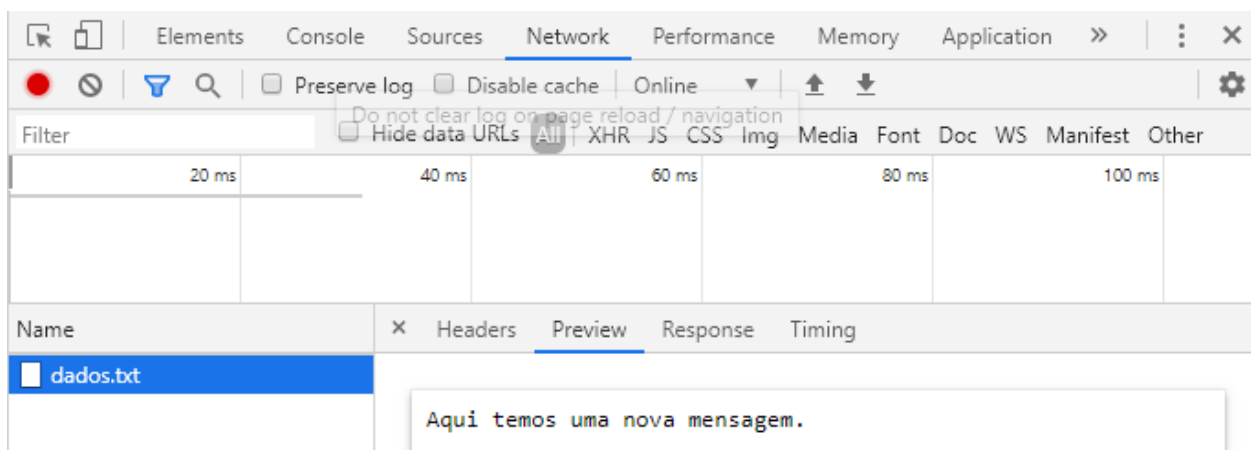 Elements Console Sources Network Performance Memory Application »
Preserve log Disable cache Online
Do not clear log on page reload / navigation
Filter Hide data URLs All XHR JS CSS Img Media Font Doc WS Manifest Other
20 ms 40 ms 60 ms 80 ms 100 ms
Name × Headers Preview Response Timing
dados.txt
Aqui temos uma nova mensagem.